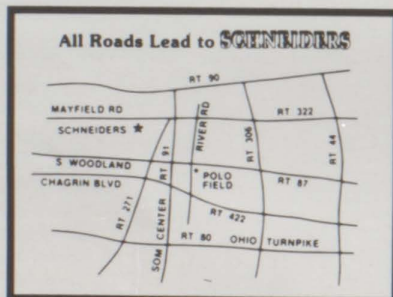 All Roads Lead to SCHNEIDERS
RT 90
MAYFIELD RD
RT 322
SCHNEIDERS ★
RT 91
RIVER RD
RT 306
RT 44
S WOODLAND
* POLO
FIELD
RT 87
CHAGRIN BLVD
RT 422
RT 271
SOM CENTER
RT 80
OHIO TURNPIKE